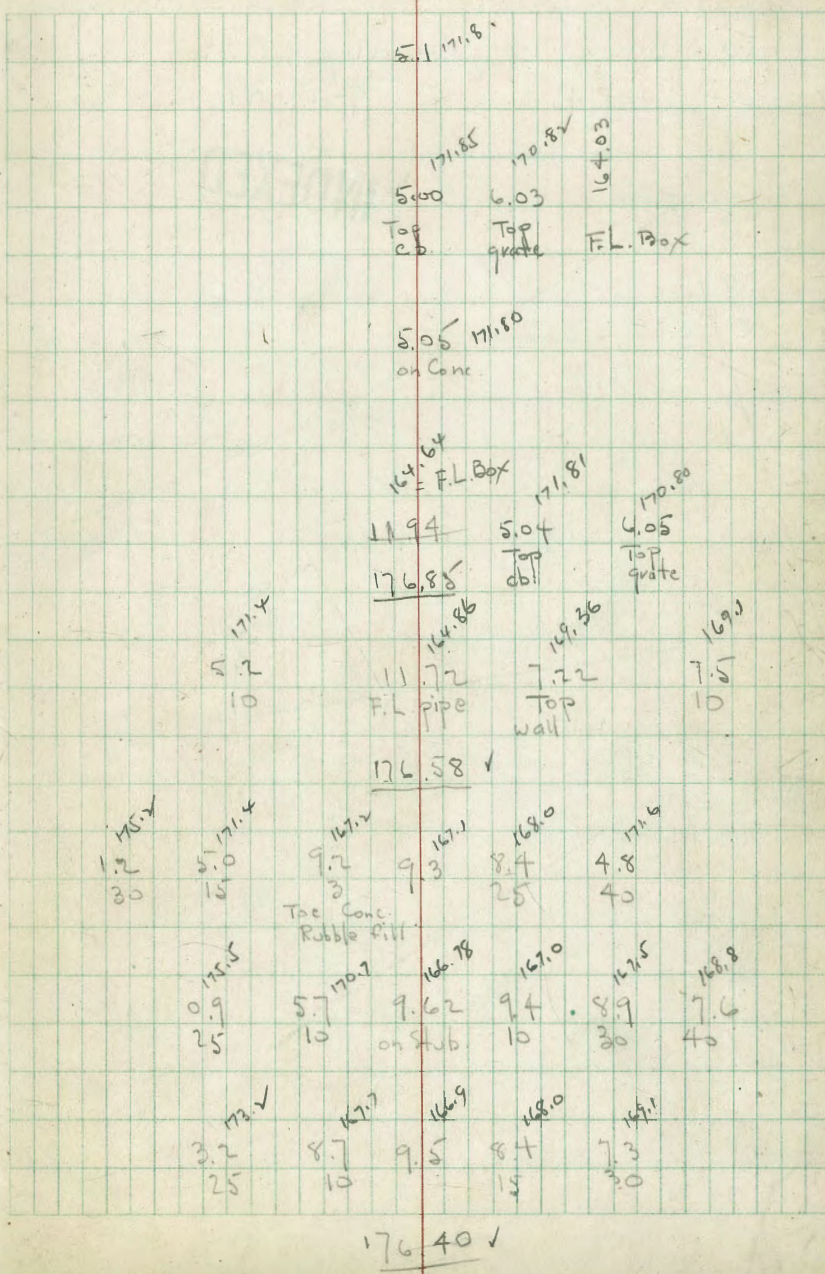 5.1 171.8
171.85 170.82 164.03
5.00 6.03
Top Top F.L. Box
cb. grate
5.05 171.80
on Conc
164.64
= F.L. Box 171.81 170.80
11 94 5.04 6.05
Top Top
176.85 cb grate
171.4 164.86 169.36 169.1
5.2 11.72 7.22 7.5
10 F.L. pipe Top 10
wall
176.58 ✓
175.2 171.4 167.2 167.1 168.0 171.6
1.2 5.0 9.2 9.3 8.4 4.8
30 15 3 25 40
Toe Conc.
Rubble fill
175.5 170.7 166.78 167.0 167.5 168.8
0.9 5.7 9.62 9.4 8.9 7.6
25 10 on Stub 10 30 40
173.2 167.7 166.9 168.0 169.1
3.2 8.7 9.5 8.4 7.3
25 10 15 30
176.40 ✓